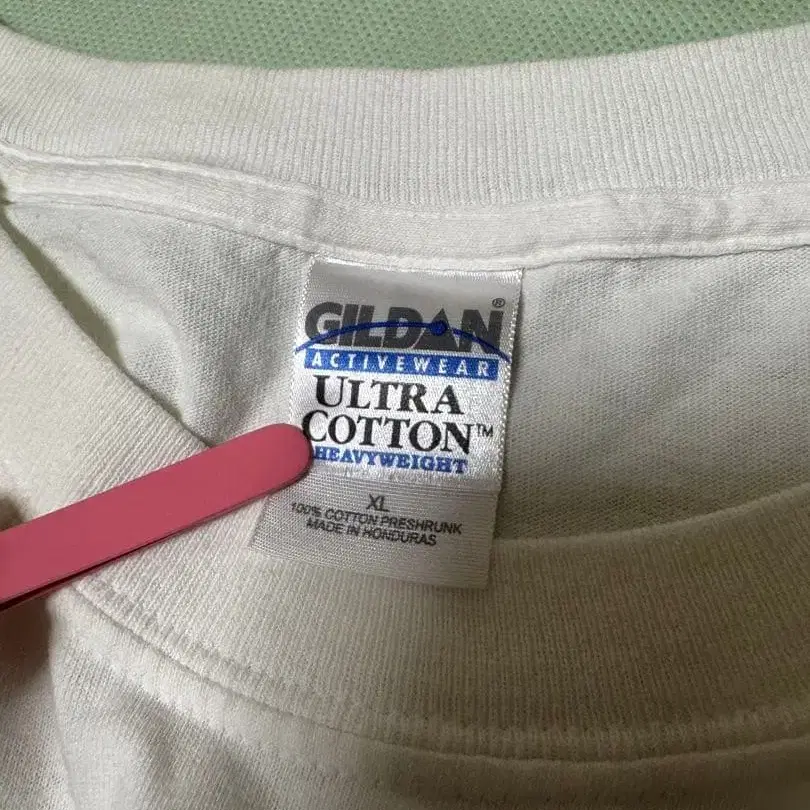 GILDAN®
ACTIVEWEAR
ULTRA
COTTON™
HEAVYWEIGHT
XL
100% COTTON PRESHRUNK
MADE IN HONDURAS